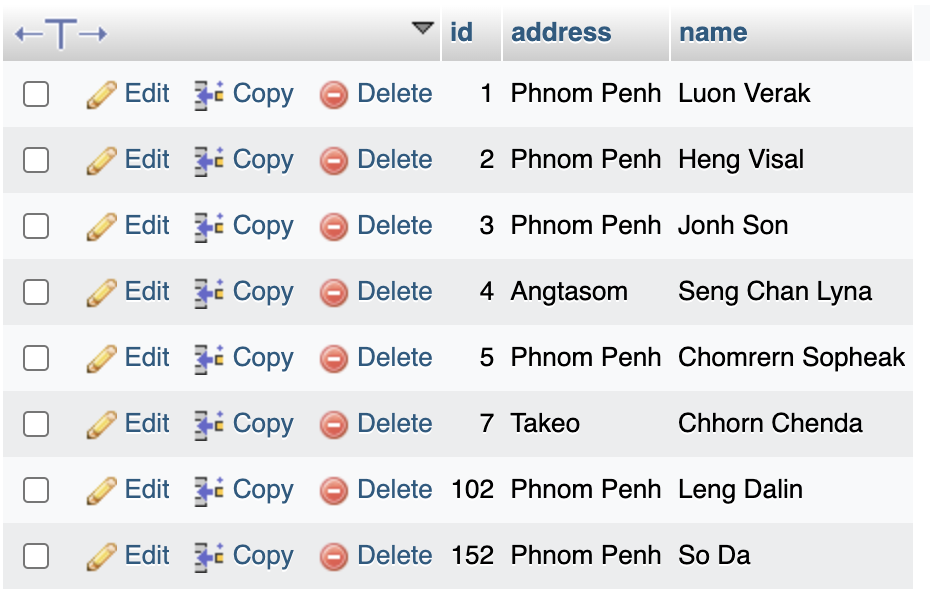 id address name
Edit Copy Delete 1 Phnom Penh Luon Verak
Edit Copy Delete 2 Phnom Penh Heng Visal
Edit Copy Delete 3 Phnom Penh Jonh Son
Edit Copy Delete 4 Angtasom Seng Chan Lyna
Edit Copy Delete 5 Phnom Penh Chomrern Sopheak
Edit Copy Delete 7 Takeo Chhorn Chenda
Edit Copy Delete 102 Phnom Penh Leng Dalin
Edit Copy Delete 152 Phnom Penh So Da